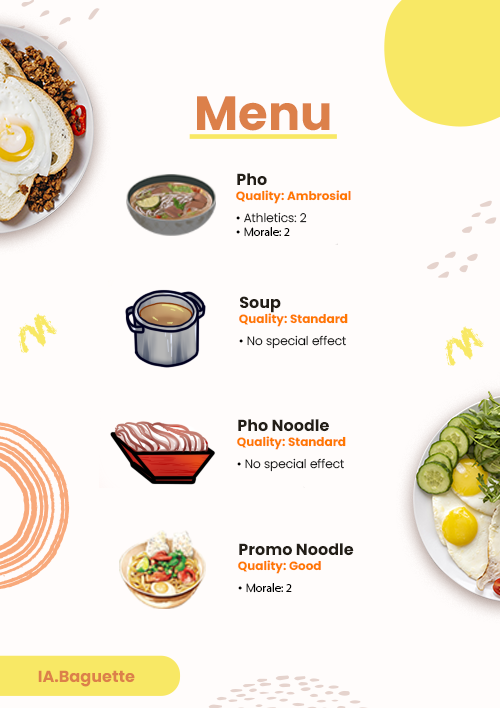 Menu
Pho
Quality: Ambrosial
• Athletics: 2
• Morale: 2
Soup
Quality: Standard
• No special effect
Pho Noodle
Quality: Standard
• No special effect
Promo Noodle
Quality: Good
• Morale: 2
IA.Baguette